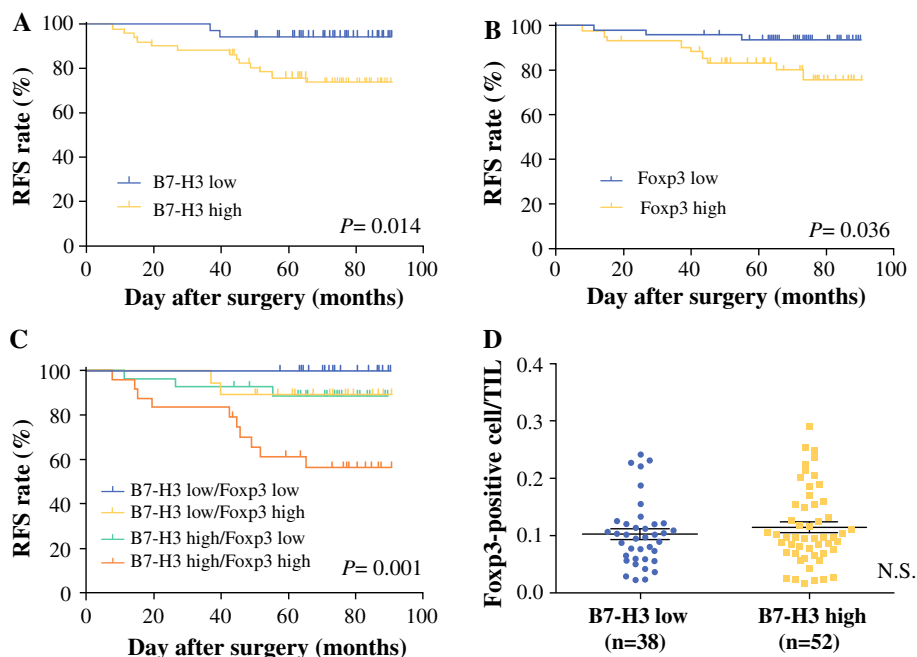 A
100
80
60
40
80
0
RFS rate (%)
B7-H3 low
B7-H3 high
P= 0.014
0 20 40 60 80 100
Day after surgery (months)
B
100
80
60
40
80
0
RFS rate (%)
Foxp3 low
Foxp3 high
P= 0.036
0 20 40 60 80 100
Day after surgery (months)
C
100
80
60
40
80
0
RFS rate (%)
B7-H3 low/Foxp3 low
B7-H3 low/Foxp3 high
B7-H3 high/Foxp3 low
B7-H3 high/Foxp3 high
P= 0.001
0 20 40 60 80 100
Day after surgery (months)
D
0.4
0.3
0.2
0.1
0.0
Foxp3-positive cell/TIL
N.S.
B7-H3 low
(n=38)
B7-H3 high
(n=52)